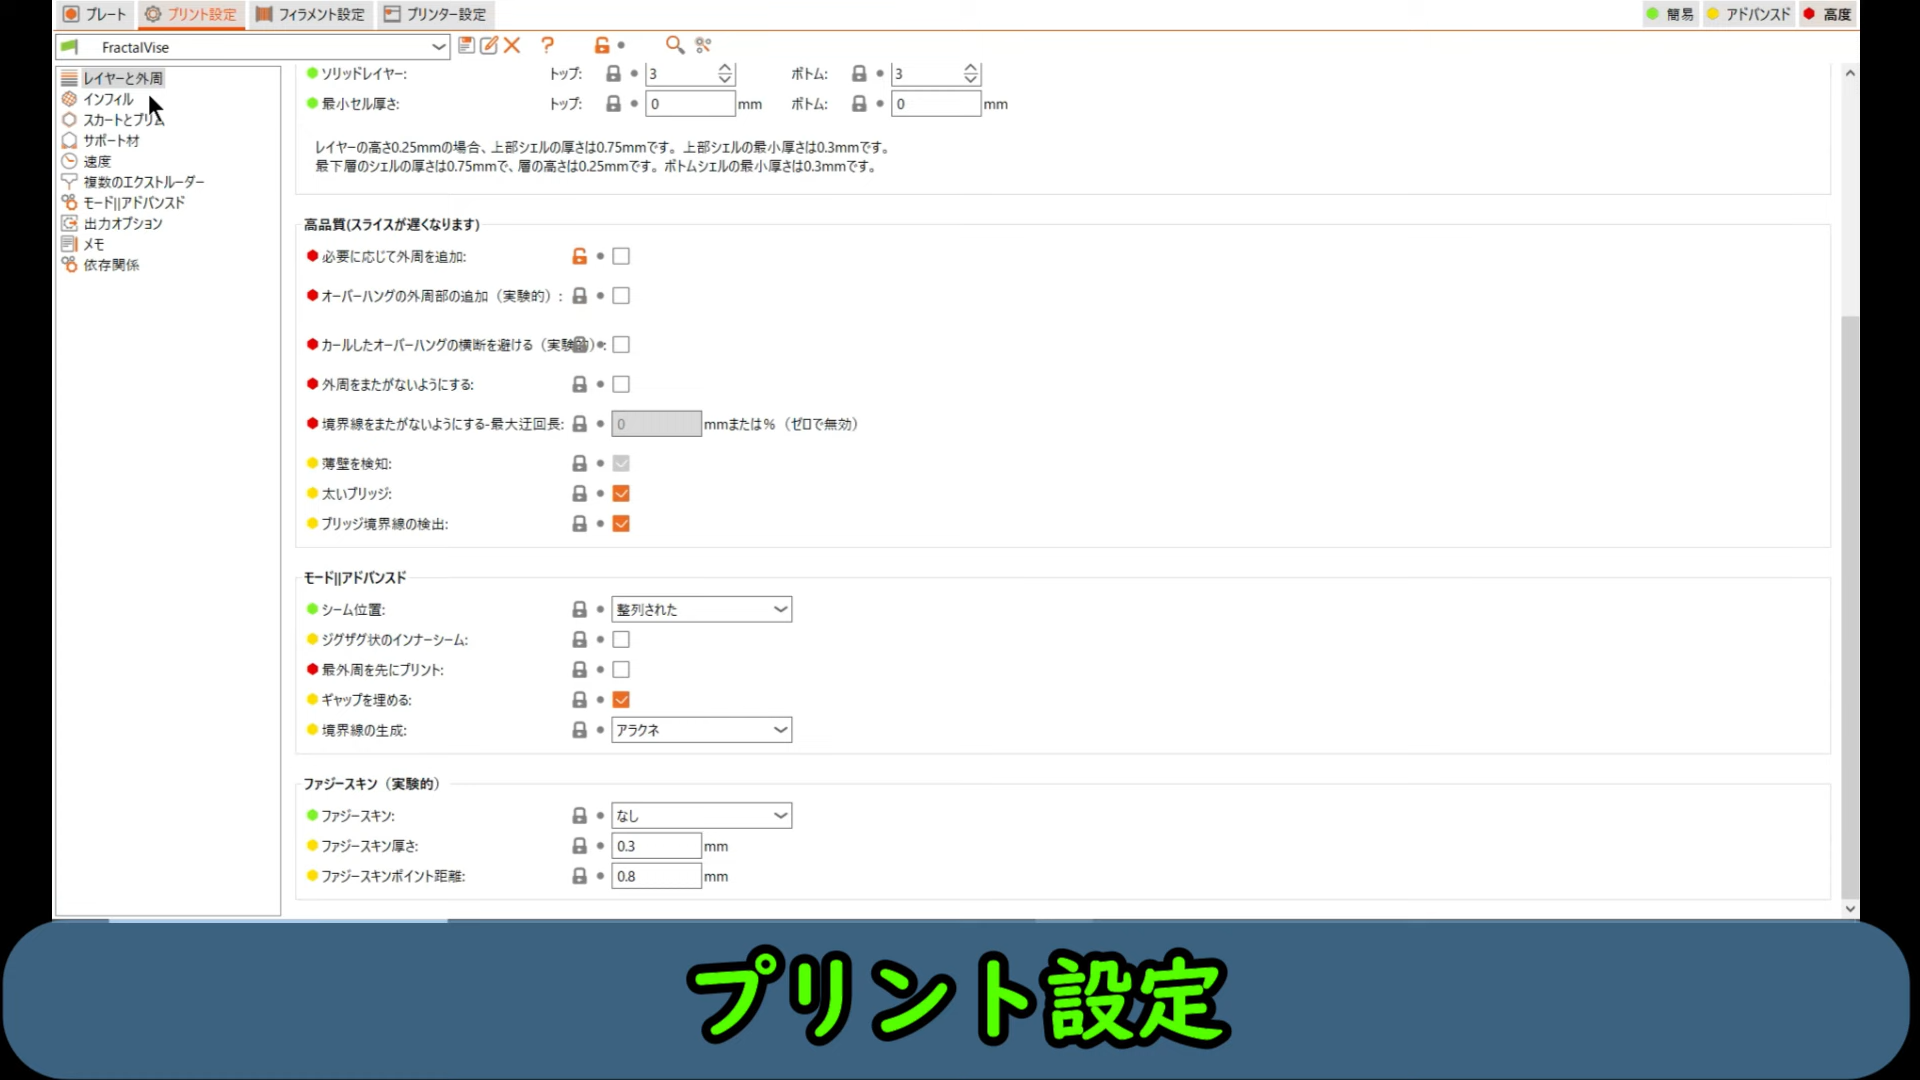 プレート プリント設定 フィラメント設定 プリンター設定 簡易 アドバンスド 高度
FractalVise
レイヤーと外周
インフィル
スカートとブリム
サポート材
速度
複数のエクストルーダー
モード||アドバンスド
出力オプション
メモ
依存関係
ソリッドレイヤー: トップ: 3 ボトム: 3
最小セル厚さ: トップ: 0 mm ボトム: 0 mm
レイヤーの高さ0.25mmの場合、上部シェルの厚さは0.75mmです。上部シェルの最小厚さは0.3mmです。
最下層のシェルの厚さは0.75mmで、層の高さは0.25mmです。ボトムシェルの最小厚さは0.3mmです。
高品質(スライスが遅くなります)
必要に応じて外周を追加:
オーバーハングの外周部の追加（実験的）:
カールしたオーバーハングの横断を避ける（実験的）:
外周をまたがないようにする:
境界線をまたがないようにする-最大迂回長: 0 mmまたは%（ゼロで無効）
薄壁を検知:
太いブリッジ:
ブリッジ境界線の検出:
モード||アドバンスド
シーム位置: 整列された
ジグザグ状のインナーシーム:
最外周を先にプリント:
ギャップを埋める:
境界線の生成: アラクネ
ファジースキン（実験的）
ファジースキン: なし
ファジースキン厚さ: 0.3 mm
ファジースキンポイント距離: 0.8 mm
プリント設定